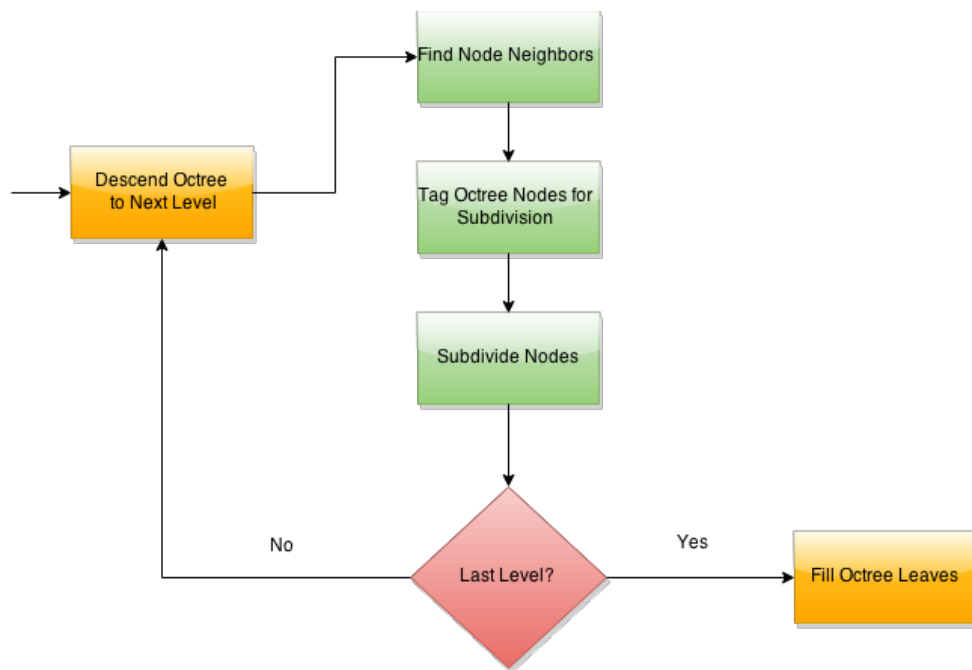 Find Node Neighbors
Descend Octree
to Next Level
Tag Octree Nodes for
Subdivision
Subdivide Nodes
No
Yes
Last Level?
Fill Octree Leaves